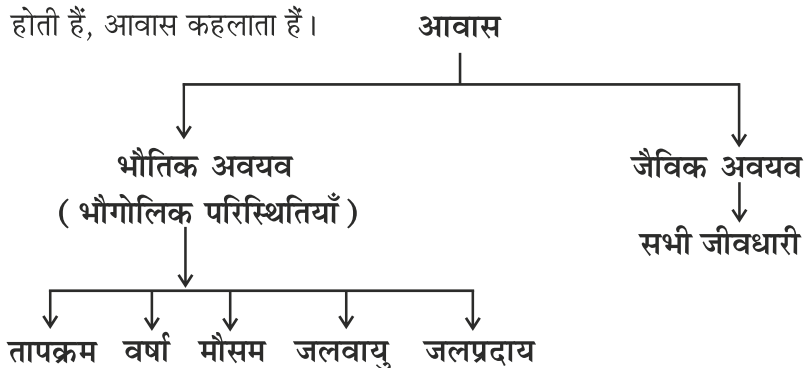 होती हैं, आवास कहलाता हैं। आवास
भौतिक अवयव जैविक अवयव
( भौगोलिक परिस्थितियाँ )
सभी जीवधारी
तापक्रम वर्षा मौसम जलवायु जलप्रदाय